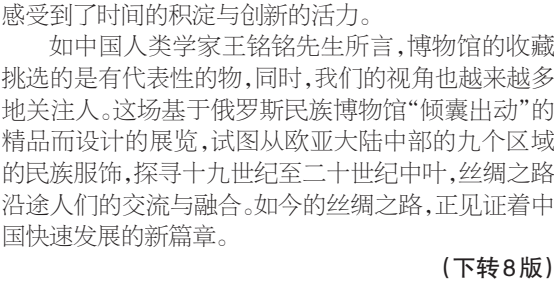 感受到了时间的积淀与创新的活力。
如中国人类学家王铭铭先生所言，博物馆的收藏
挑选的是有代表性的物，同时，我们的视角也越来越多
地关注人。这场基于俄罗斯民族博物馆“倾囊出动”的
精品而设计的展览，试图从欧亚大陆中部的九个区域
的民族服饰，探寻十九世纪至二十世纪中叶，丝绸之路
沿途人们的交流与融合。如今的丝绸之路，正见证着中
国快速发展的新篇章。
（下转8版）